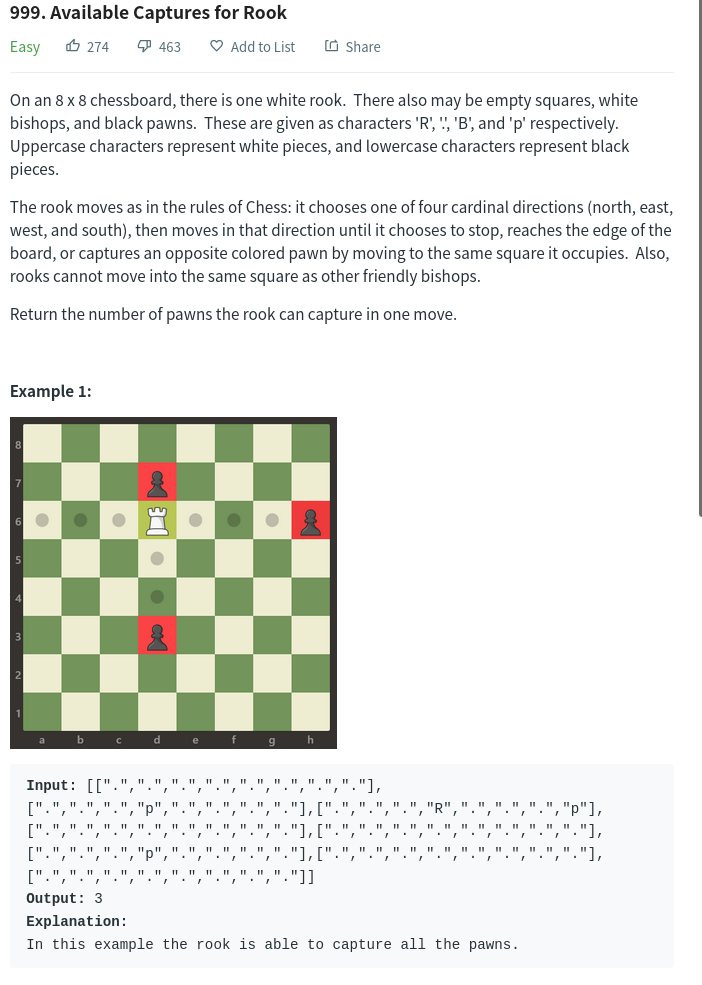 999. Available Captures for Rook
Easy 274 463 Add to List Share
On an 8 x 8 chessboard, there is one white rook.  There also may be empty squares, white
bishops, and black pawns.  These are given as characters 'R', '.', 'B', and 'p' respectively.
Uppercase characters represent white pieces, and lowercase characters represent black
pieces.
The rook moves as in the rules of Chess: it chooses one of four cardinal directions (north, east,
west, and south), then moves in that direction until it chooses to stop, reaches the edge of the
board, or captures an opposite colored pawn by moving to the same square it occupies.  Also,
rooks cannot move into the same square as other friendly bishops.
Return the number of pawns the rook can capture in one move.
Example 1:
8
7
6
5
4
3
2
1
a b c d e f g h
Input: [[".",".",".",".",".",".",".","."],
[".",".",".","p",".",".",".","."],[".",".",".","R",".",".",".","p"],
[".",".",".",".",".",".",".","."],[".",".",".",".",".",".",".","."],
[".",".",".","p",".",".",".","."],[".",".",".",".",".",".",".","."],
[".",".",".",".",".",".",".","."]]
Output: 3
Explanation:
In this example the rook is able to capture all the pawns.